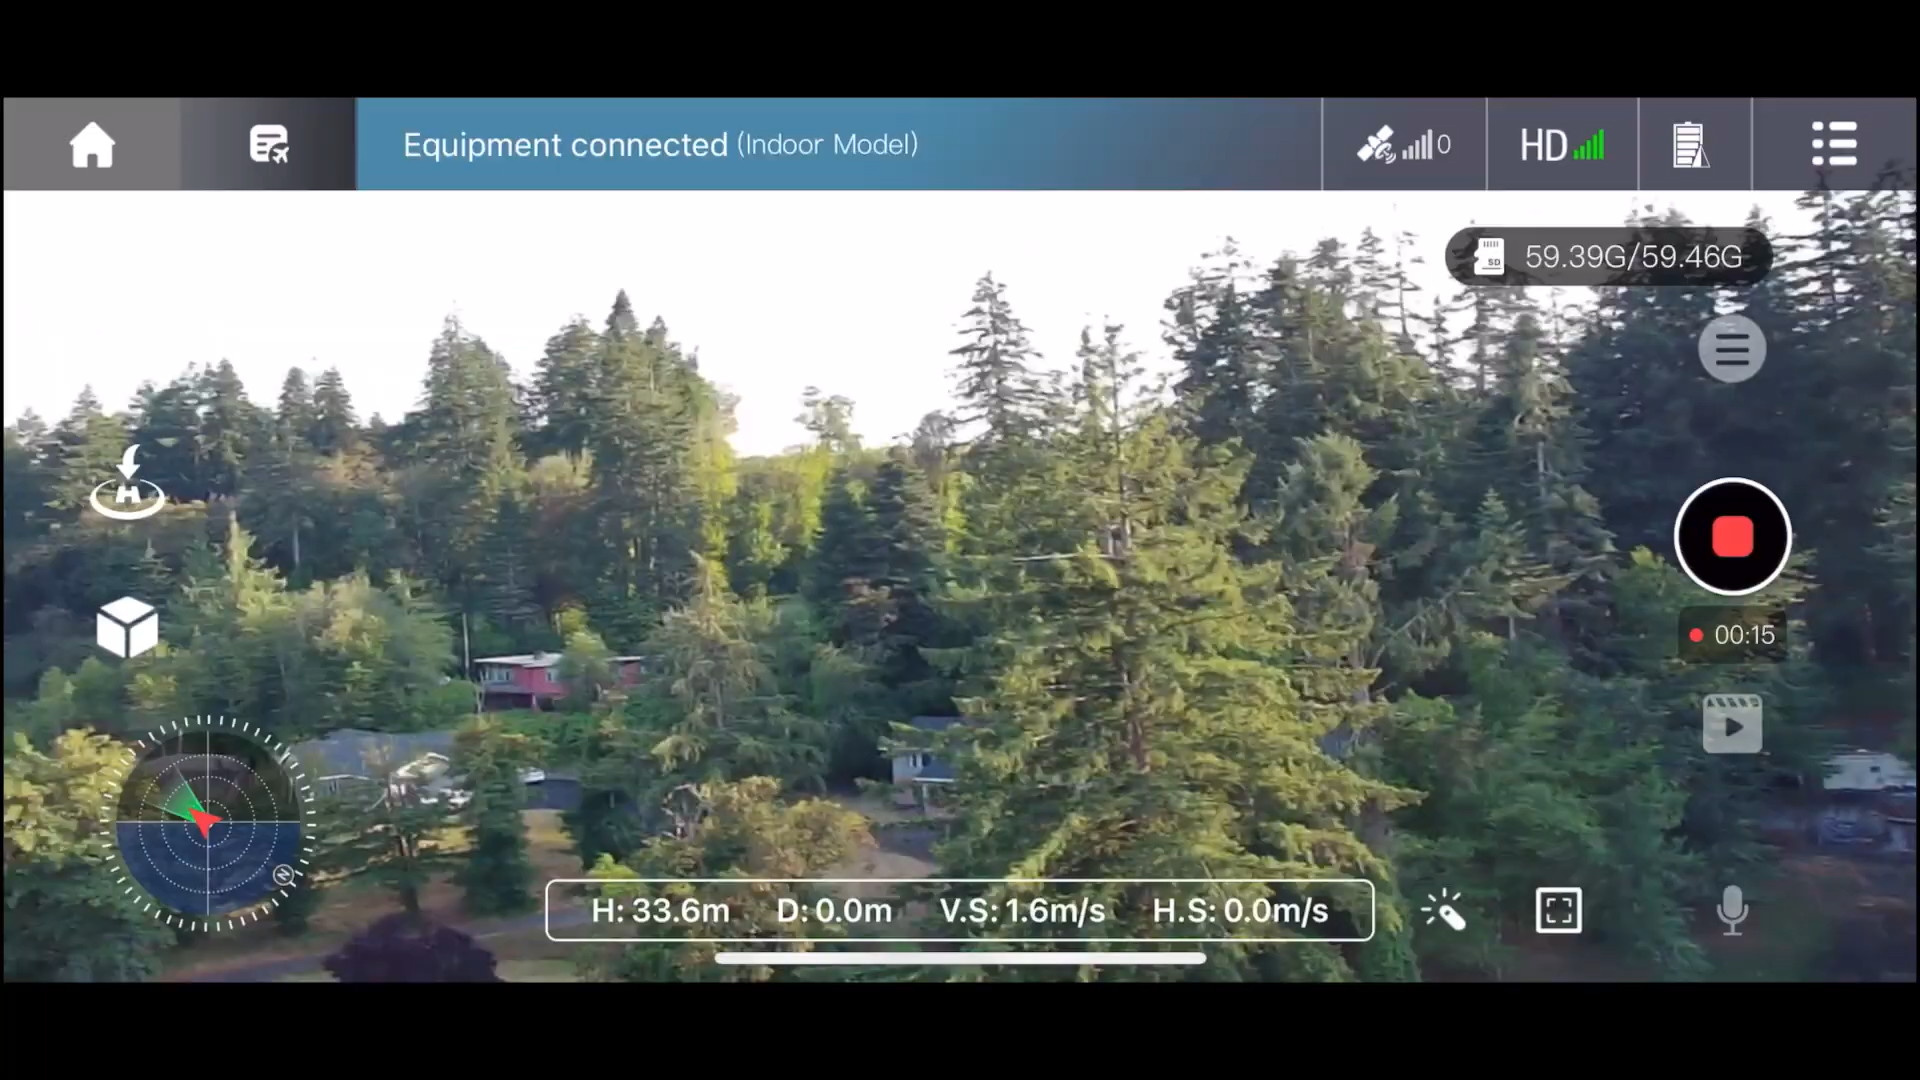 Equipment connected (Indoor Model)
0
HD
SD 59.39G/59.46G
H
00:15
N
H: 33.6m D: 0.0m V.S: 1.6m/s H.S: 0.0m/s